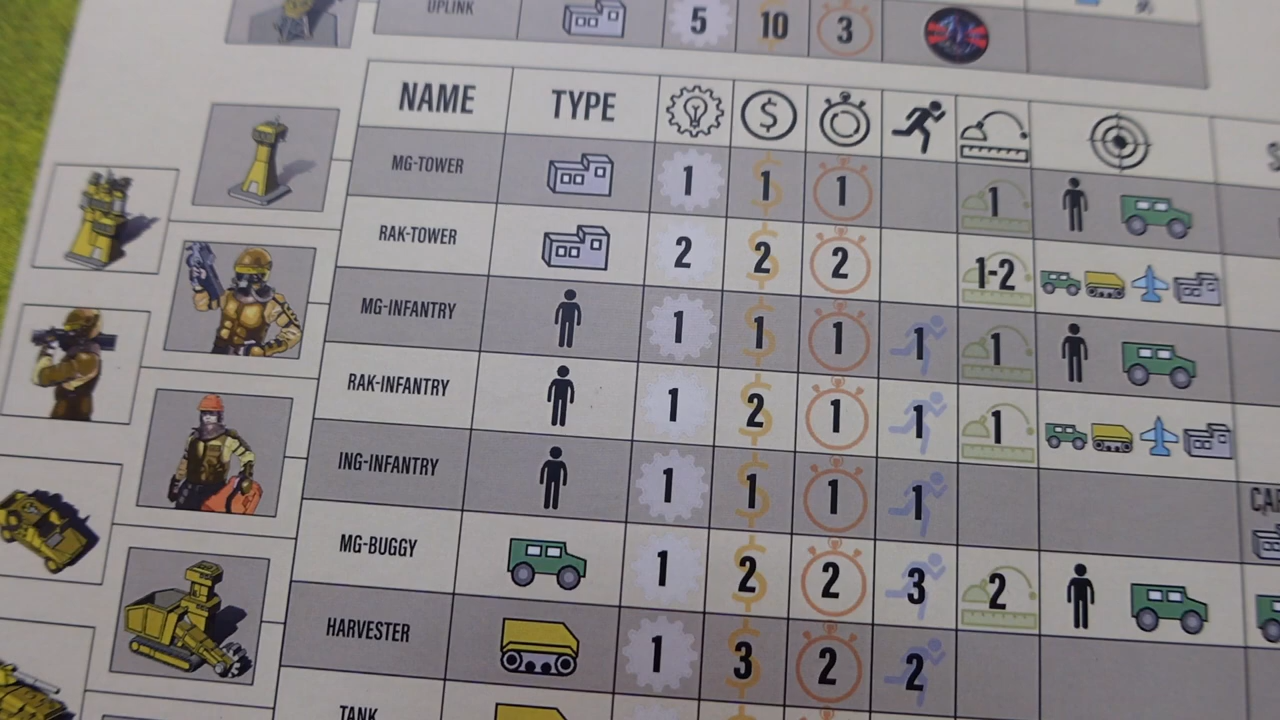 UPLINK 5 10 3
NAME TYPE
MG-TOWER 1 1 1 1
RAK-TOWER 2 2 2 1-2
MG-INFANTRY 1 1 1 1 1
RAK-INFANTRY 1 2 1 1 1
ING-INFANTRY 1 1 1 1
MG-BUGGY 1 2 2 3 2
HARVESTER 1 3 2 2
TANK